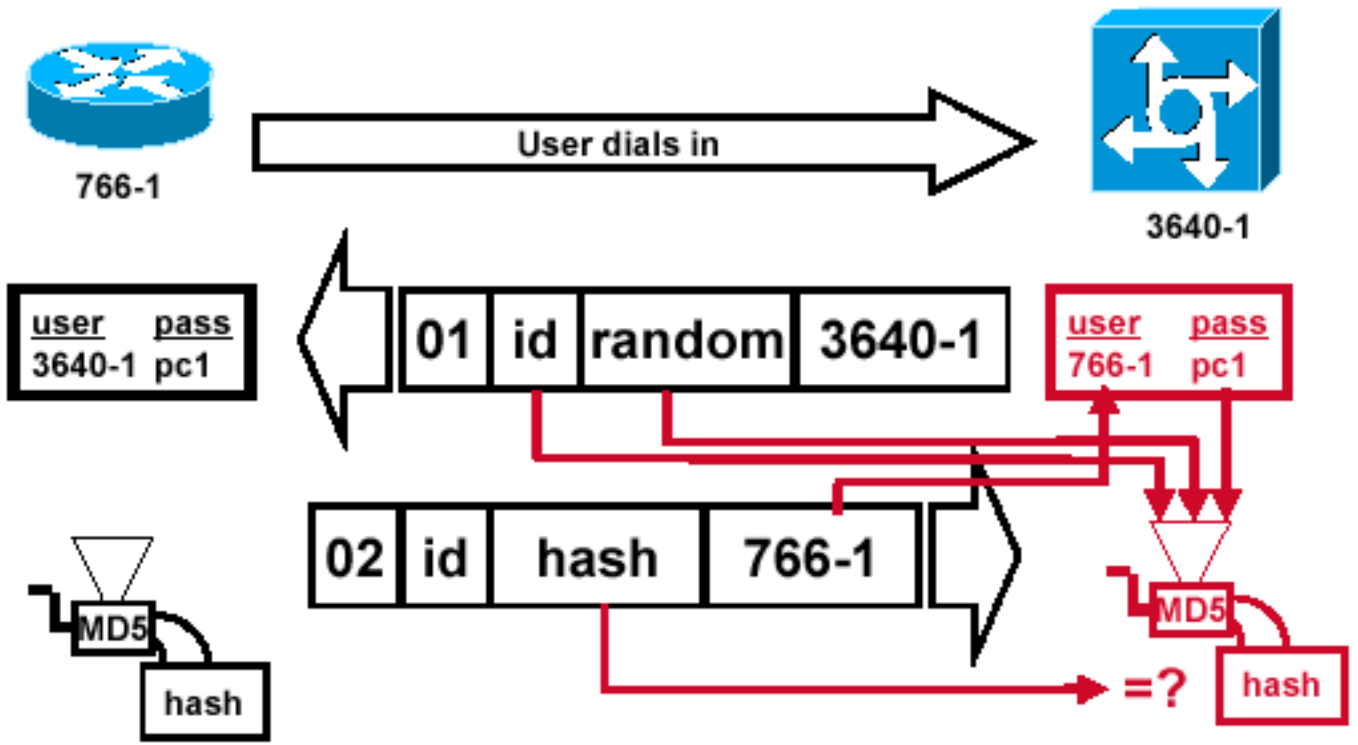 User dials in
766-1
3640-1
user pass
3640-1 pc1
01 id random 3640-1
user pass
766-1 pc1
02 id hash 766-1
MD5
hash
=?
MD5
hash